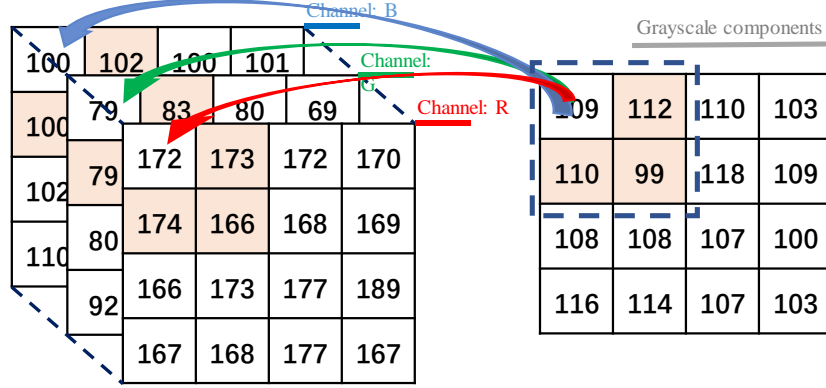 Channel: B
Grayscale components
100 102 100 101
Channel:
G
79 83 80 69
Channel: R
109 112 110 103
100
172 173 172 170
79
110 99 118 109
102
174 166 168 169
80
108 108 107 100
110
166 173 177 189
92
116 114 107 103
167 168 177 167